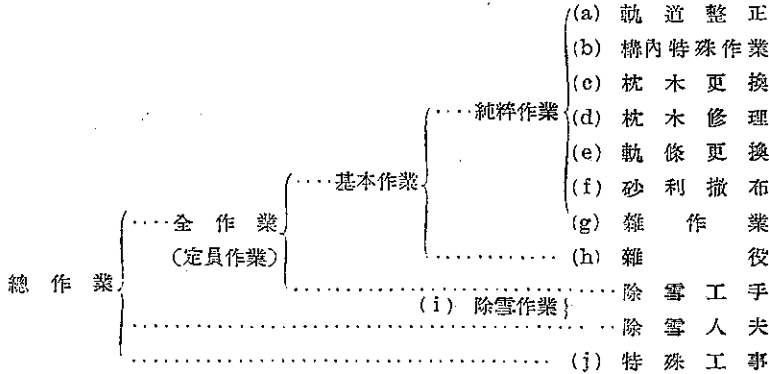 (a) 軌道整正
(b) 構内特殊作業
(c) 枕木更換
····純粋作業 (d) 枕木修理
(e) 軌條更換
····基本作業 (f) 砂利撒布
····全作業 (g) 雜作業
(定員作業) ············ (h) 雜役
總作業 ·········· 除雪工手
(i) 除雪作業
·········· 除雪人夫
·········· (j) 特殊工事